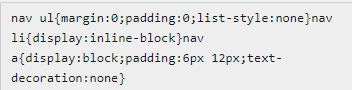 nav ul{margin:0;padding:0;list-style:none}nav
li{display:inline-block}nav
a{display:block;padding:6px 12px;text-
decoration:none}